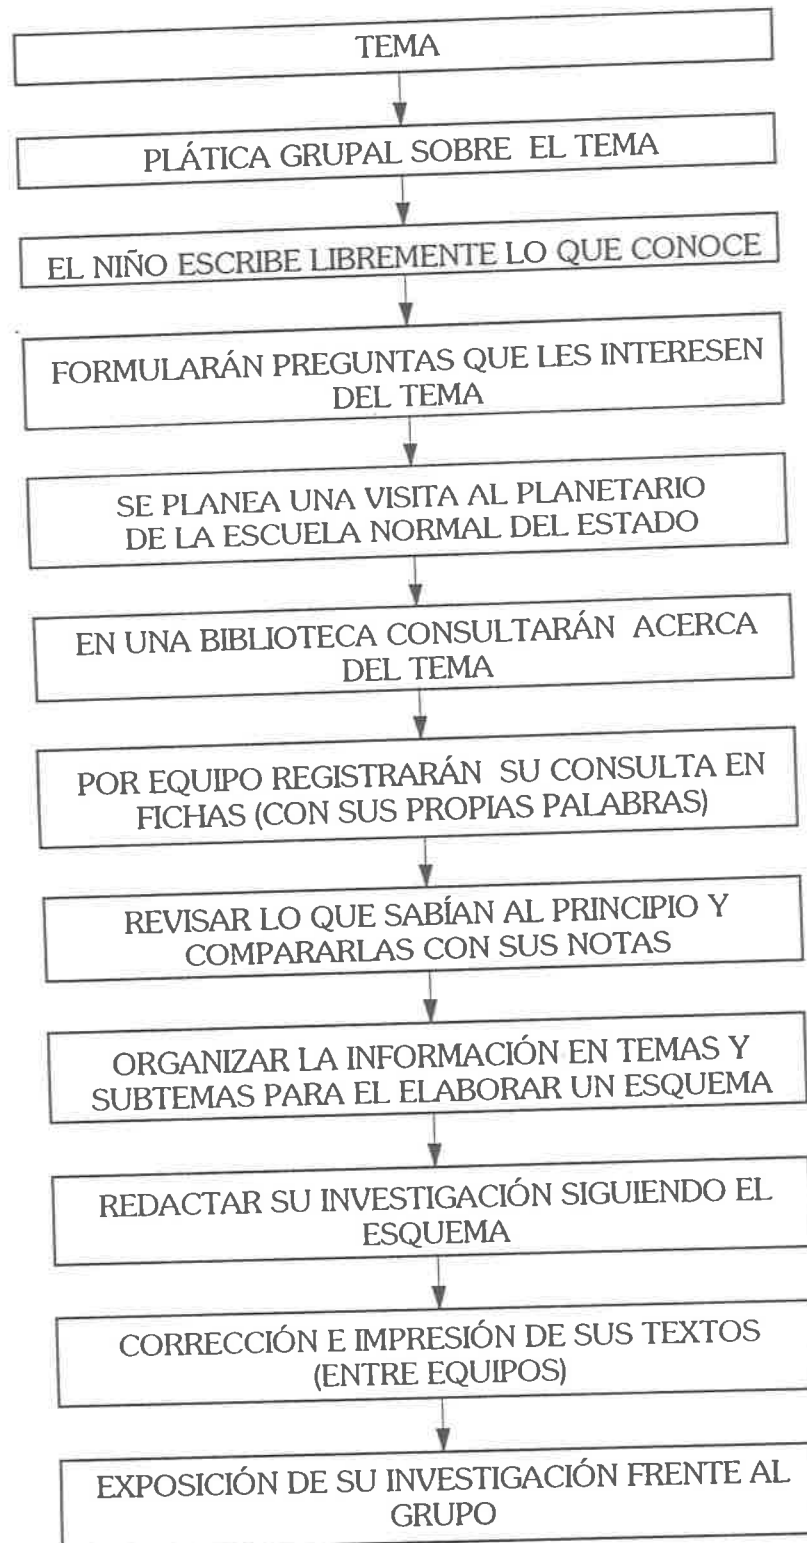 TEMA
PLÁTICA GRUPAL SOBRE EL TEMA
EL NIÑO ESCRIBE LIBREMENTE LO QUE CONOCE
FORMULARÁN PREGUNTAS QUE LES INTERESEN
DEL TEMA
SE PLANEA UNA VISITA AL PLANETARIO
DE LA ESCUELA NORMAL DEL ESTADO
EN UNA BIBLIOTECA CONSULTARÁN ACERCA
DEL TEMA
POR EQUIPO REGISTRARÁN SU CONSULTA EN
FICHAS (CON SUS PROPIAS PALABRAS)
REVISAR LO QUE SABÍAN AL PRINCIPIO Y
COMPARARLAS CON SUS NOTAS
ORGANIZAR LA INFORMACIÓN EN TEMAS Y
SUBTEMAS PARA EL ELABORAR UN ESQUEMA
REDACTAR SU INVESTIGACIÓN SIGUIENDO EL
ESQUEMA
CORRECCIÓN E IMPRESIÓN DE SUS TEXTOS
(ENTRE EQUIPOS)
EXPOSICIÓN DE SU INVESTIGACIÓN FRENTE AL
GRUPO